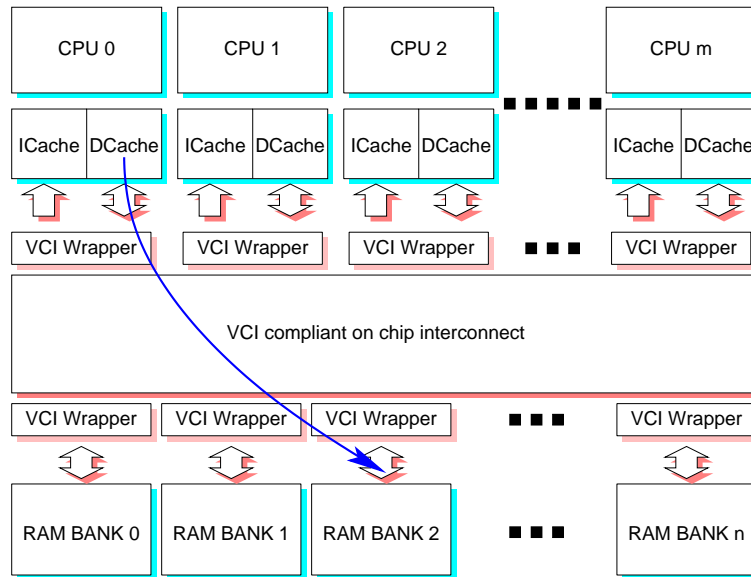 CPU 0 CPU 1 CPU 2 CPU m
ICache DCache ICache DCache ICache DCache ICache DCache
VCI Wrapper VCI Wrapper VCI Wrapper VCI Wrapper
VCI compliant on chip interconnect
VCI Wrapper VCI Wrapper VCI Wrapper VCI Wrapper
RAM BANK 0 RAM BANK 1 RAM BANK 2 RAM BANK n